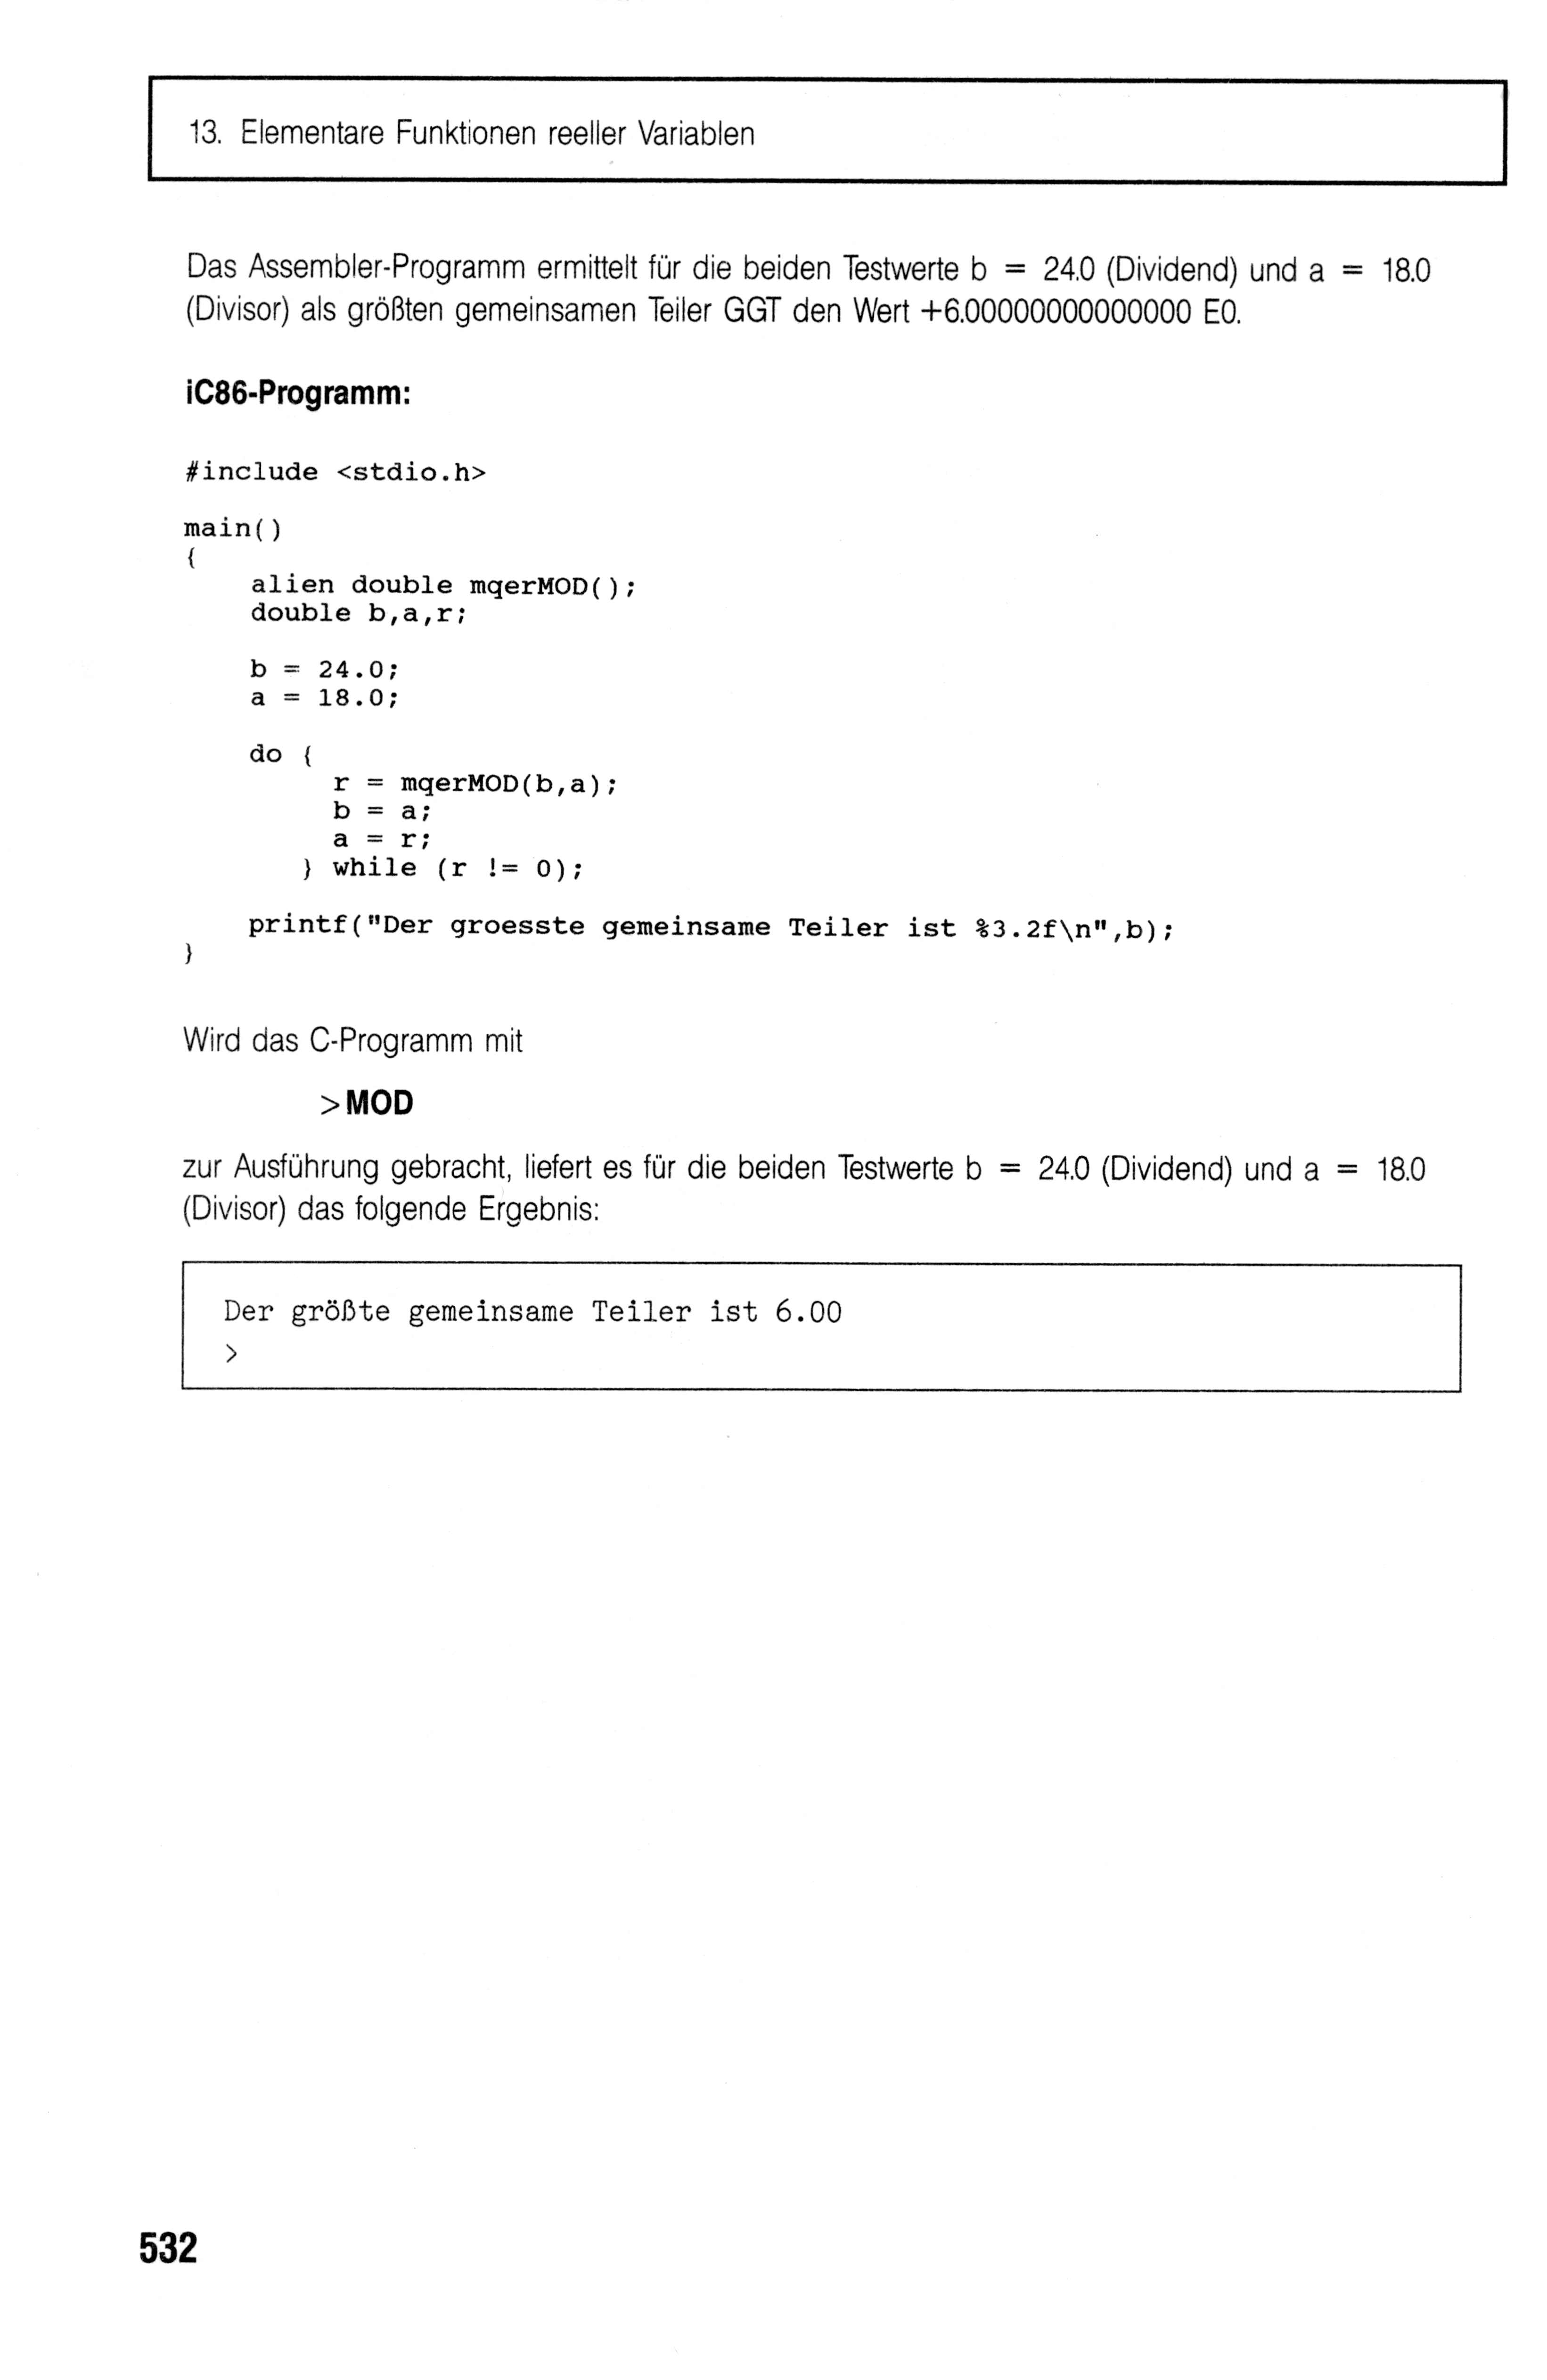 13. Elementare Funktionen reeller Variablen
Das Assembler-Programm ermittelt für die beiden Testwerte b = 24.0 (Dividend) und a = 18.0
(Divisor) als größten gemeinsamen Teiler GGT den Wert +6.00000000000000 E0.
iC86-Programm:
#include <stdio.h>
main()
{
alien double mqerMOD();
double b,a,r;
b = 24.0;
a = 18.0;
do {
r = mqerMOD(b,a);
b = a;
a = r;
} while (r != 0);
printf("Der groesste gemeinsame Teiler ist %3.2f\n",b);
}
Wird das C-Programm mit
>MOD
zur Ausführung gebracht, liefert es für die beiden Testwerte b = 24.0 (Dividend) und a = 18.0
(Divisor) das folgende Ergebnis:
Der größte gemeinsame Teiler ist 6.00
>
532